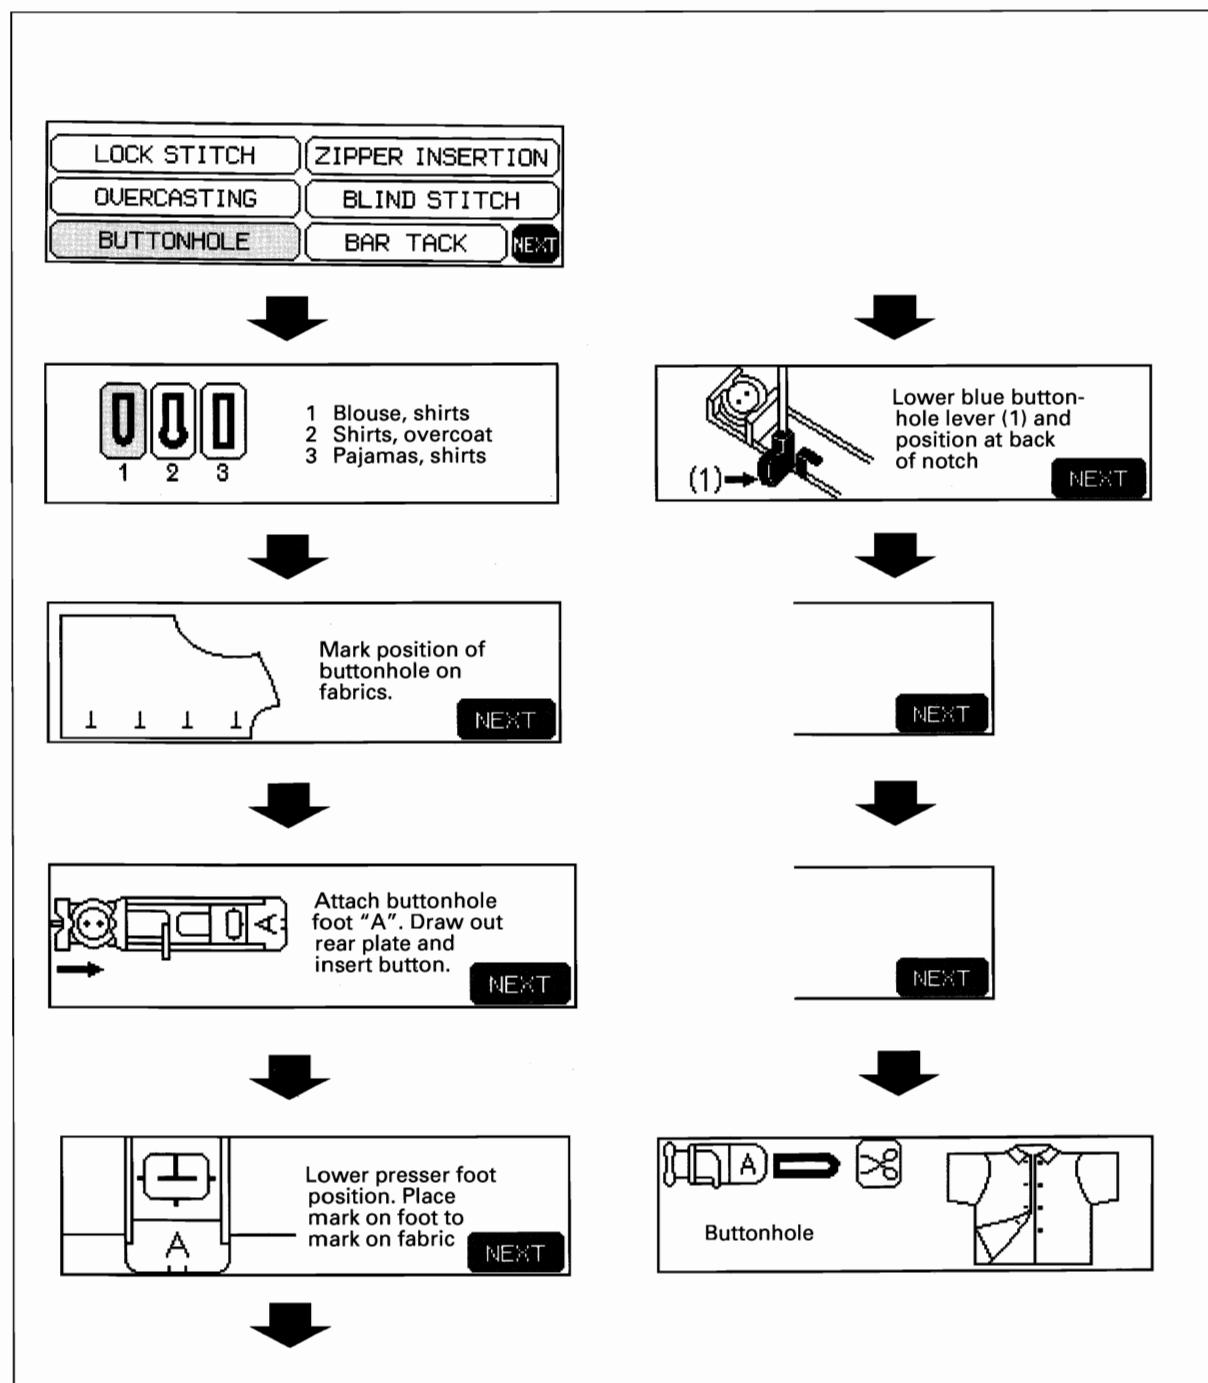 LOCK STITCH
ZIPPER INSERTION
OVERCASTING
BLIND STITCH
BUTTONHOLE
BAR TACK
NEXT
1 2 3
1 Blouse, shirts
2 Shirts, overcoat
3 Pajamas, shirts
Mark position of
buttonhole on
fabrics.
NEXT
A
Attach buttonhole
foot “A”. Draw out
rear plate and
insert button.
NEXT
A
Lower presser foot
position. Place
mark on foot to
mark on fabric
NEXT
(1)
Lower blue button-
hole lever (1) and
position at back
of notch
NEXT
NEXT
NEXT
A
Buttonhole